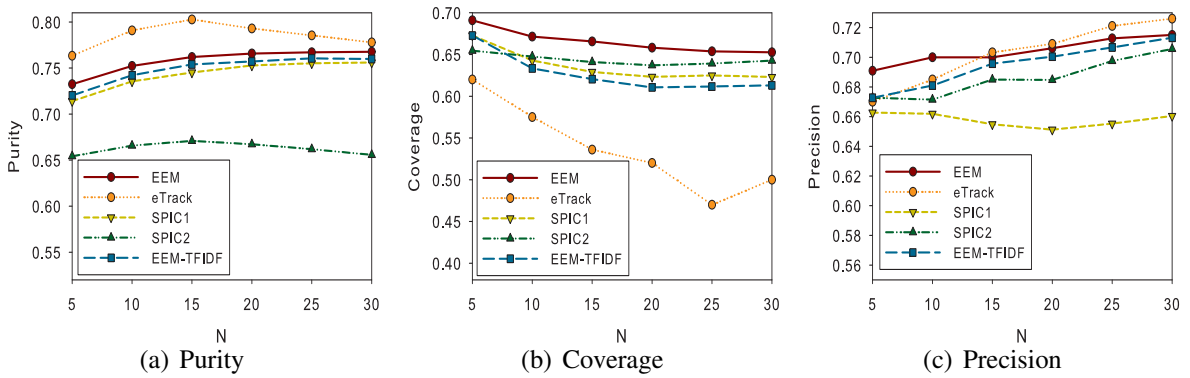 0.80
0.75
0.70
0.65
0.60
0.55
Purity
EEM
eTrack
SPIC1
SPIC2
EEM-TFIDF
5 10 15 20 25 30
N
(a) Purity
0.70
0.65
0.60
0.55
0.50
0.45
0.40
Coverage
EEM
eTrack
SPIC1
SPIC2
EEM-TFIDF
5 10 15 20 25 30
N
(b) Coverage
0.72
0.70
0.68
0.66
0.64
0.62
0.60
0.58
0.56
Precision
EEM
eTrack
SPIC1
SPIC2
EEM-TFIDF
5 10 15 20 25 30
N
(c) Precision